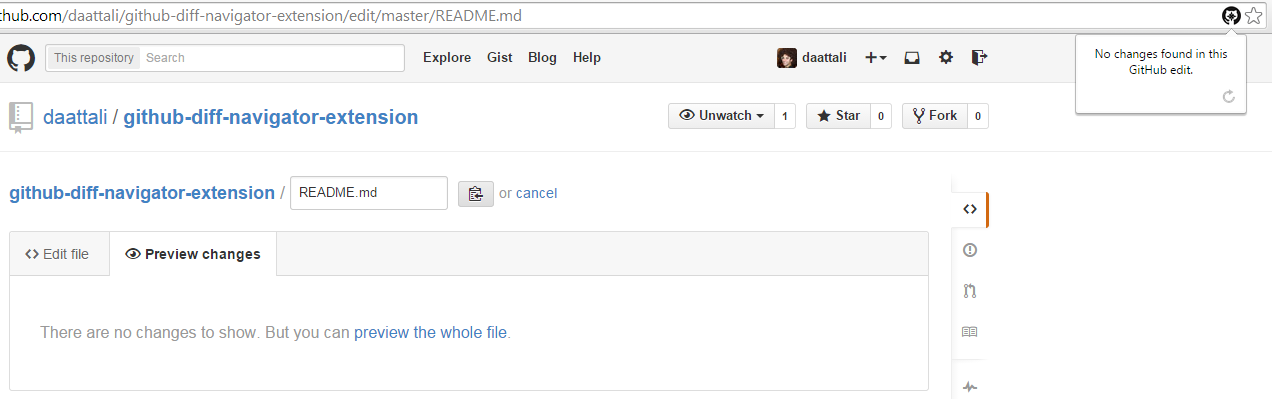 hub.com/daattali/github-diff-navigator-extension/edit/master/README.md
This repository Search Explore Gist Blog Help daattali
No changes found in this
GitHub edit.
daattali / github-diff-navigator-extension Unwatch 1 Star 0 Fork 0
github-diff-navigator-extension / README.md or cancel
Edit file Preview changes
There are no changes to show. But you can preview the whole file.